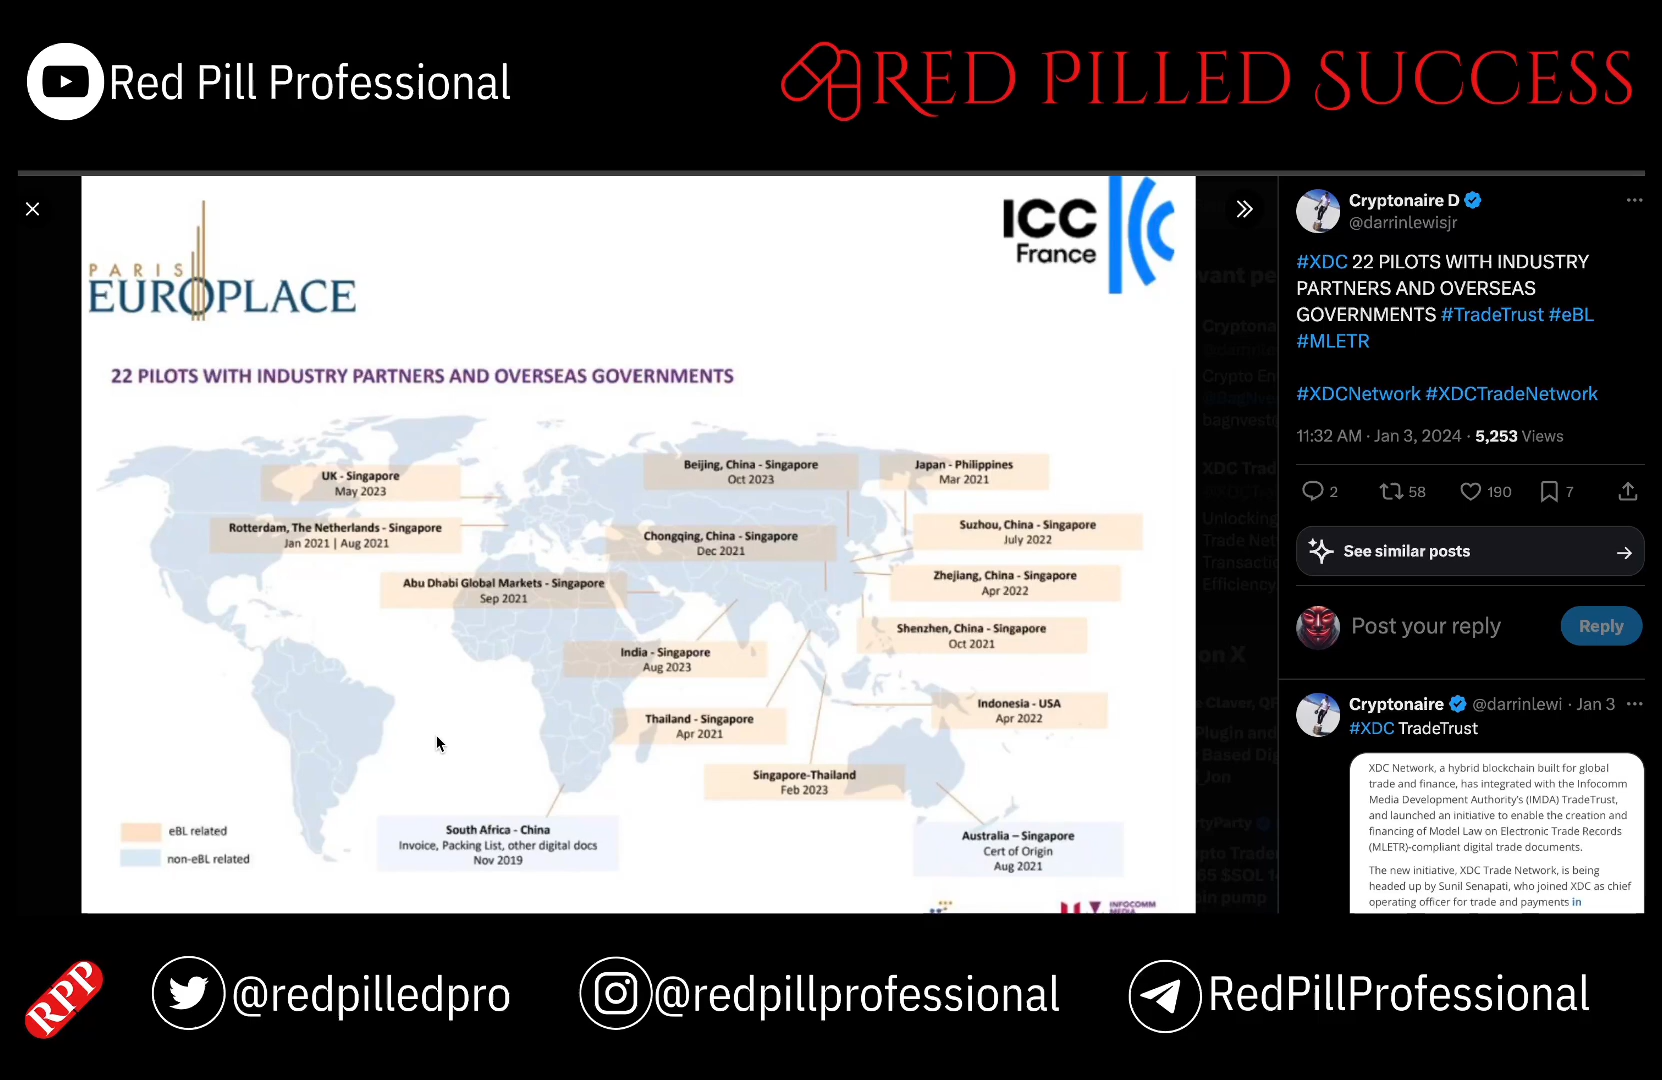 Red Pill Professional
RED PILLED SUCCESS
PARIS
EUROPLACE
ICC
France
22 PILOTS WITH INDUSTRY PARTNERS AND OVERSEAS GOVERNMENTS
UK - Singapore
May 2023
Beijing, China - Singapore
Oct 2023
Japan - Philippines
Mar 2021
Rotterdam, The Netherlands - Singapore
Jan 2021 | Aug 2021
Chongqing, China - Singapore
Dec 2021
Suzhou, China - Singapore
July 2022
Abu Dhabi Global Markets - Singapore
Sep 2021
Zhejiang, China - Singapore
Apr 2022
India - Singapore
Aug 2023
Shenzhen, China - Singapore
Oct 2021
Thailand - Singapore
Apr 2021
Indonesia - USA
Apr 2022
Singapore-Thailand
Feb 2023
South Africa - China
Invoice, Packing List, other digital docs
Nov 2019
Australia – Singapore
Cert of Origin
Aug 2021
eBL related
non-eBL related
INFOCOMM
MEDIA
Cryptonaire D
@darrinlewisjr
#XDC 22 PILOTS WITH INDUSTRY
PARTNERS AND OVERSEAS
GOVERNMENTS #TradeTrust #eBL
#MLETR
#XDCNetwork #XDCTradeNetwork
11:32 AM · Jan 3, 2024 · 5,253 Views
2 58 190 7
See similar posts
Post your reply
Reply
Cryptonaire @darrinlewi · Jan 3
#XDC TradeTrust
XDC Network, a hybrid blockchain built for global
trade and finance, has integrated with the Infocomm
Media Development Authority's (IMDA) TradeTrust,
and launched an initiative to enable the creation and
financing of Model Law on Electronic Trade Records
(MLETR)-compliant digital trade documents.
The new initiative, XDC Trade Network, is being
headed up by Sunil Senapati, who joined XDC as chief
operating officer for trade and payments in
RPP
@redpilledpro
@redpillprofessional
RedPillProfessional